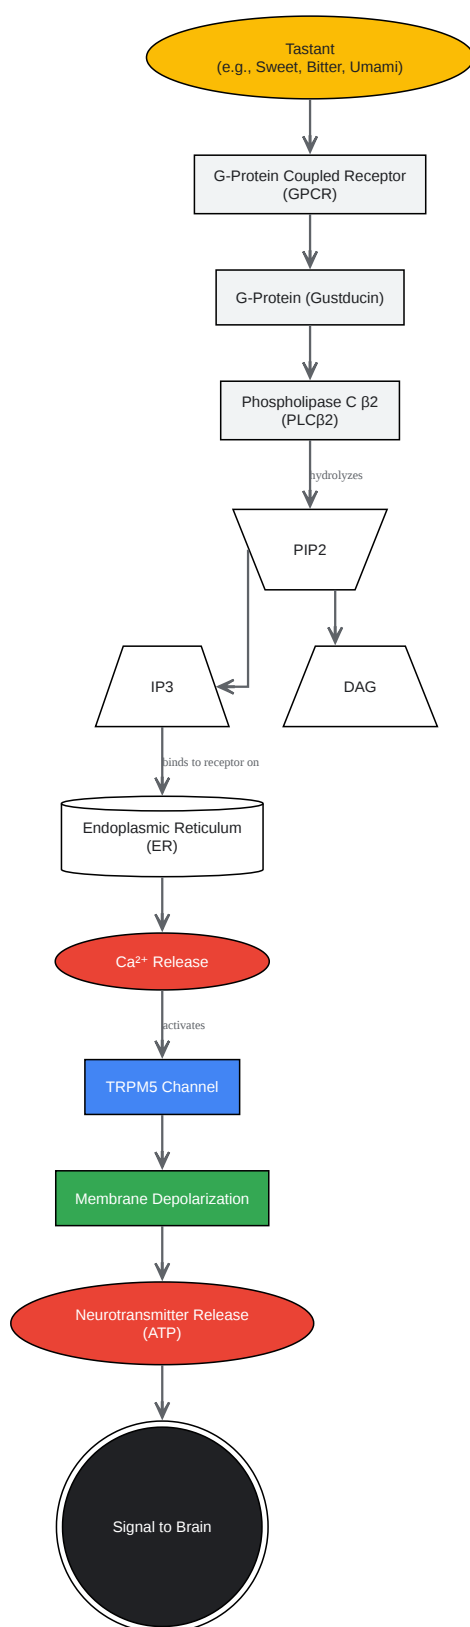 Tastant
(e.g., Sweet, Bitter, Umami)
G-Protein Coupled Receptor
(GPCR)
G-Protein (Gustducin)
Phospholipase C β2
(PLCβ2)
hydrolyzes
PIP2
IP3
DAG
binds to receptor on
Endoplasmic Reticulum
(ER)
Ca²⁺ Release
activates
TRPM5 Channel
Membrane Depolarization
Neurotransmitter Release
(ATP)
Signal to Brain